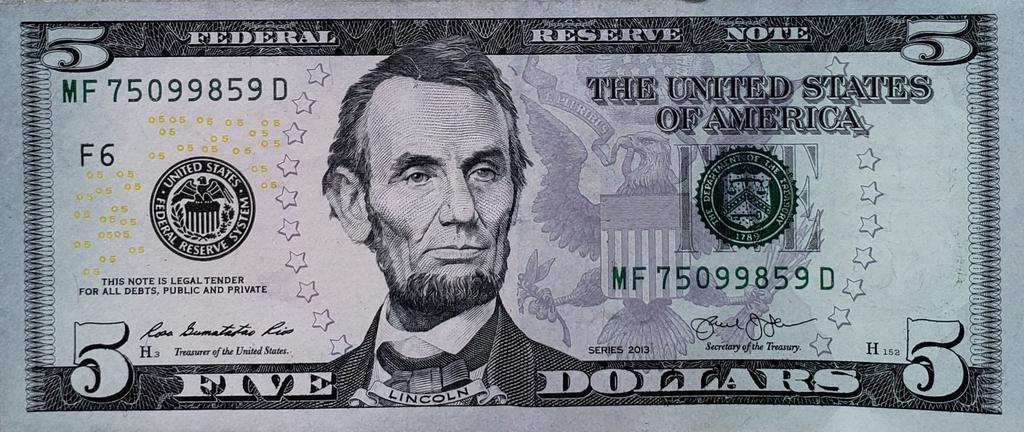 5 FEDERAL RESERVE NOTE 5
MF 75099859 D
THE UNITED STATES
OF AMERICA
F6
UNITED STATES
FEDERAL RESERVE SYSTEM
THE DEPARTMENT OF THE TREASURY
1789
THIS NOTE IS LEGAL TENDER
FOR ALL DEBTS, PUBLIC AND PRIVATE
MF 75099859 D
Rosa Gumataotao Rios
H 3 Treasurer of the United States.
SERIES 2013
Secretary of the Treasury.
H 152
5 FIVE DOLLARS 5
LINCOLN